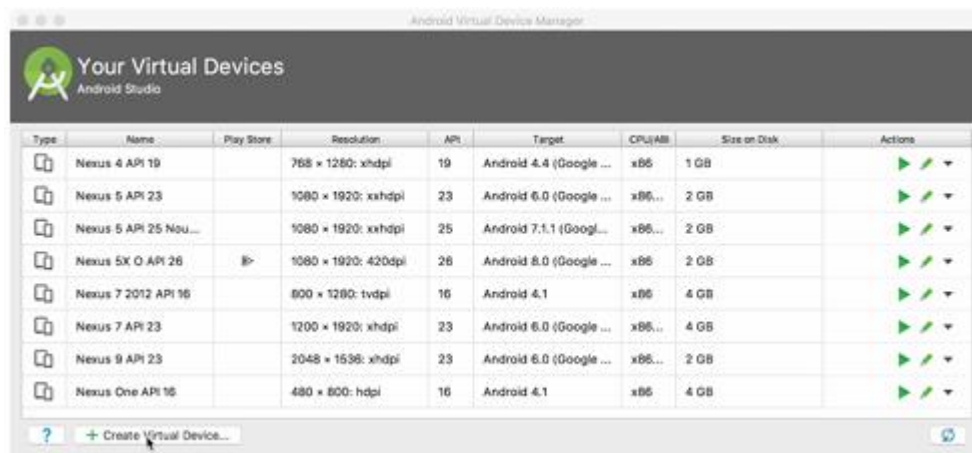 Android Virtual Device Manager
Your Virtual Devices
Android Studio
Type Name Play Store Resolution API Target CPU/ABI Size on Disk Actions
Nexus 4 API 19 768 × 1280: xhdpi 19 Android 4.4 (Google ... x86 1 GB
Nexus 5 API 23 1080 × 1920: xxhdpi 23 Android 6.0 (Google ... x86... 2 GB
Nexus 5 API 25 Nou... 1080 × 1920: xxhdpi 25 Android 7.1.1 (Googl... x86... 2 GB
Nexus 5X O API 26 1080 × 1920: 420dpi 26 Android 8.0 (Google ... x86 2 GB
Nexus 7 2012 API 16 800 × 1280: tvdpi 16 Android 4.1 x86 4 GB
Nexus 7 API 23 1200 × 1920: xhdpi 23 Android 6.0 (Google ... x86... 4 GB
Nexus 9 API 23 2048 × 1536: xhdpi 23 Android 6.0 (Google ... x86... 2 GB
Nexus One API 16 480 × 800: hdpi 16 Android 4.1 x86 4 GB
? + Create Virtual Device...